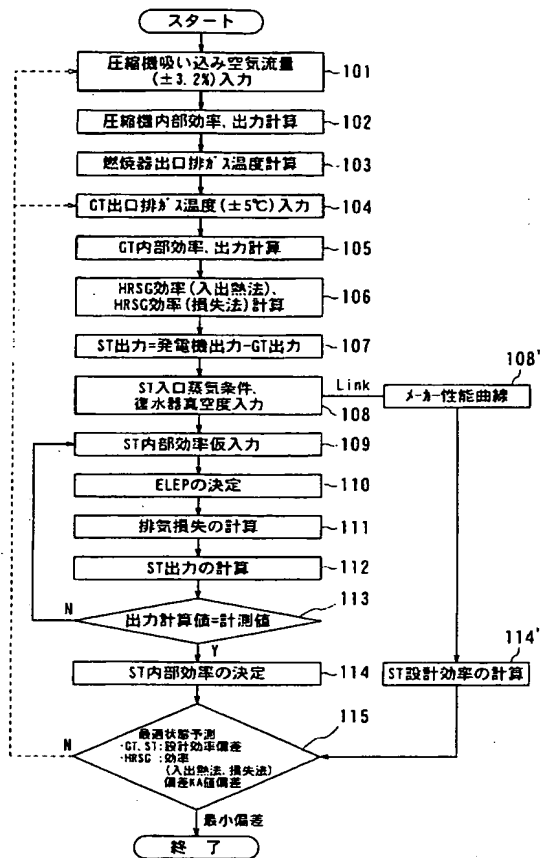 スタート
圧縮機吸い込み空気流量
(±3.2%)入力
101
圧縮機内部効率、出力計算
102
燃焼器出口排ガス温度計算
103
GT出口排ガス温度(±5℃)入力
104
GT内部効率、出力計算
105
HRSG効率(入出熱法)、
HRSG効率(損失法)計算
106
ST出力=発電機出力-GT出力
107
ST入口蒸気条件、
復水器真空度入力
108
Link
メーカー性能曲線
108'
ST内部効率仮入力
109
ELEPの決定
110
排気損失の計算
111
ST出力の計算
112
N
出力計算値=計測値
113
Y
ST内部効率の決定
114
ST設計効率の計算
114'
N
最適状態予測
・GT、ST:設計効率偏差
・HRSG :効率
(入出熱法、損失法)
偏差KA値偏差
115
最小偏差
終了